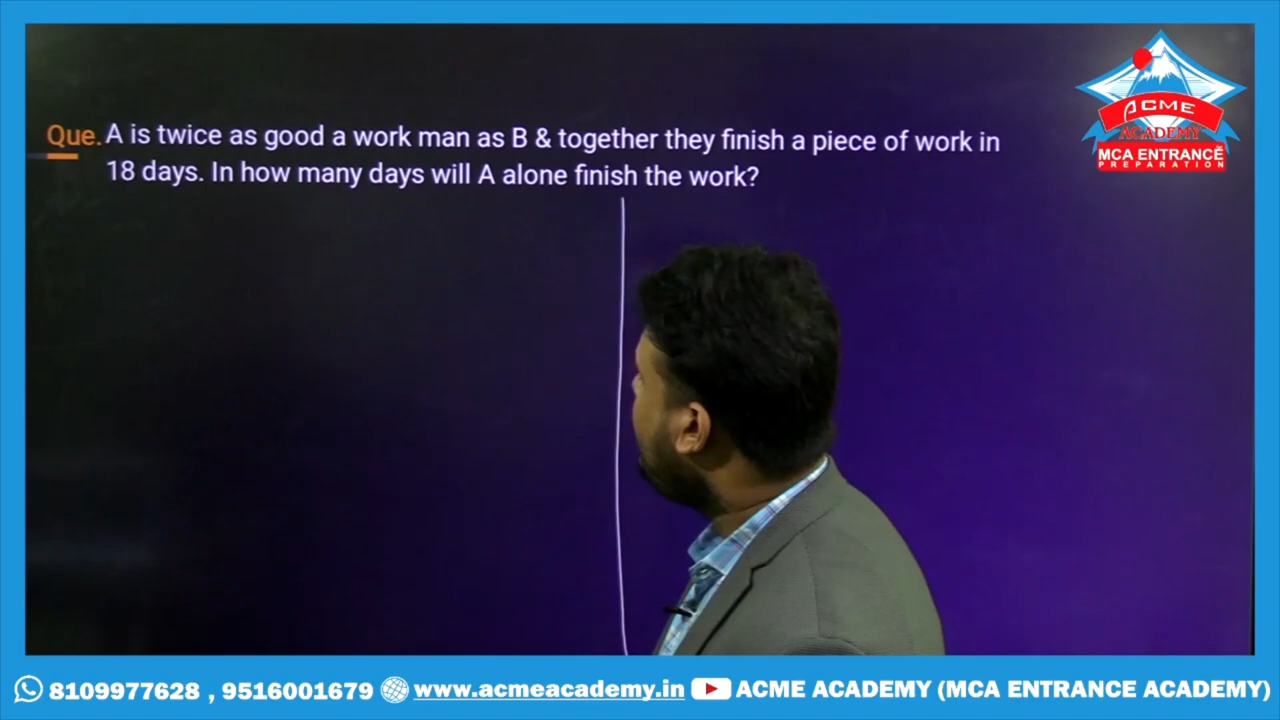 Que. A is twice as good a work man as B & together they finish a piece of work in
18 days. In how many days will A alone finish the work?
ACME
ACADEMY
MCA ENTRANCE
PREPARATION
8109977628 , 9516001679 www.acmeacademy.in ACME ACADEMY (MCA ENTRANCE ACADEMY)